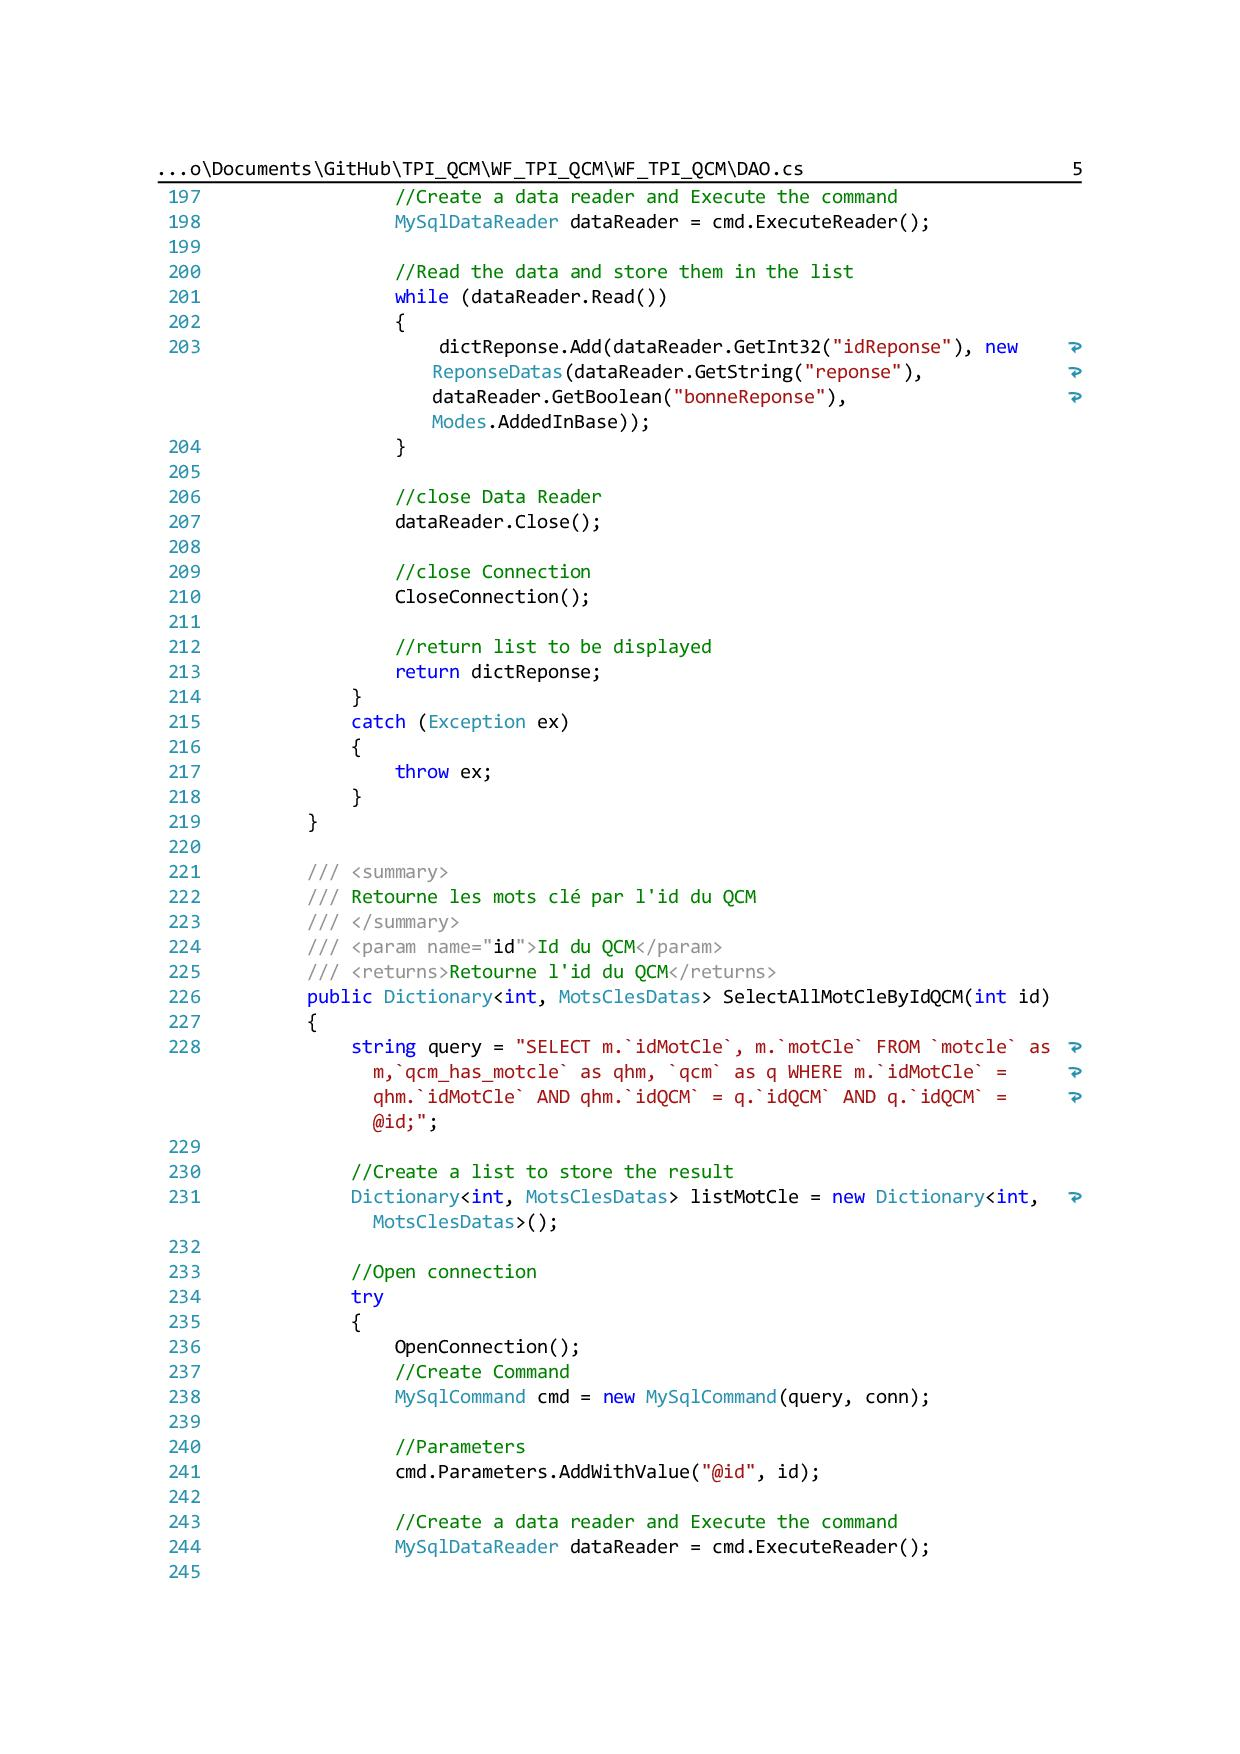 ...o\Documents\GitHub\TPI_QCM\WF_TPI_QCM\WF_TPI_QCM\DAO.cs 5
197 //Create a data reader and Execute the command
198 MySqlDataReader dataReader = cmd.ExecuteReader();
199
200 //Read the data and store them in the list
201 while (dataReader.Read())
202 {
203 dictReponse.Add(dataReader.GetInt32("idReponse"), new
ReponseDatas(dataReader.GetString("reponse"),
dataReader.GetBoolean("bonneReponse"),
Modes.AddedInBase));
204 }
205
206 //close Data Reader
207 dataReader.Close();
208
209 //close Connection
210 CloseConnection();
211
212 //return list to be displayed
213 return dictReponse;
214 }
215 catch (Exception ex)
216 {
217 throw ex;
218 }
219 }
220
221 /// <summary>
222 /// Retourne les mots clé par l'id du QCM
223 /// </summary>
224 /// <param name="id">Id du QCM</param>
225 /// <returns>Retourne l'id du QCM</returns>
226 public Dictionary<int, MotsClesDatas> SelectAllMotCleByIdQCM(int id)
227 {
228 string query = "SELECT m.`idMotCle`, m.`motCle` FROM `motcle` as
m,`qcm_has_motcle` as qhm, `qcm` as q WHERE m.`idMotCle` =
qhm.`idMotCle` AND qhm.`idQCM` = q.`idQCM` AND q.`idQCM` =
@id;";
229
230 //Create a list to store the result
231 Dictionary<int, MotsClesDatas> listMotCle = new Dictionary<int,
MotsClesDatas>();
232
233 //Open connection
234 try
235 {
236 OpenConnection();
237 //Create Command
238 MySqlCommand cmd = new MySqlCommand(query, conn);
239
240 //Parameters
241 cmd.Parameters.AddWithValue("@id", id);
242
243 //Create a data reader and Execute the command
244 MySqlDataReader dataReader = cmd.ExecuteReader();
245